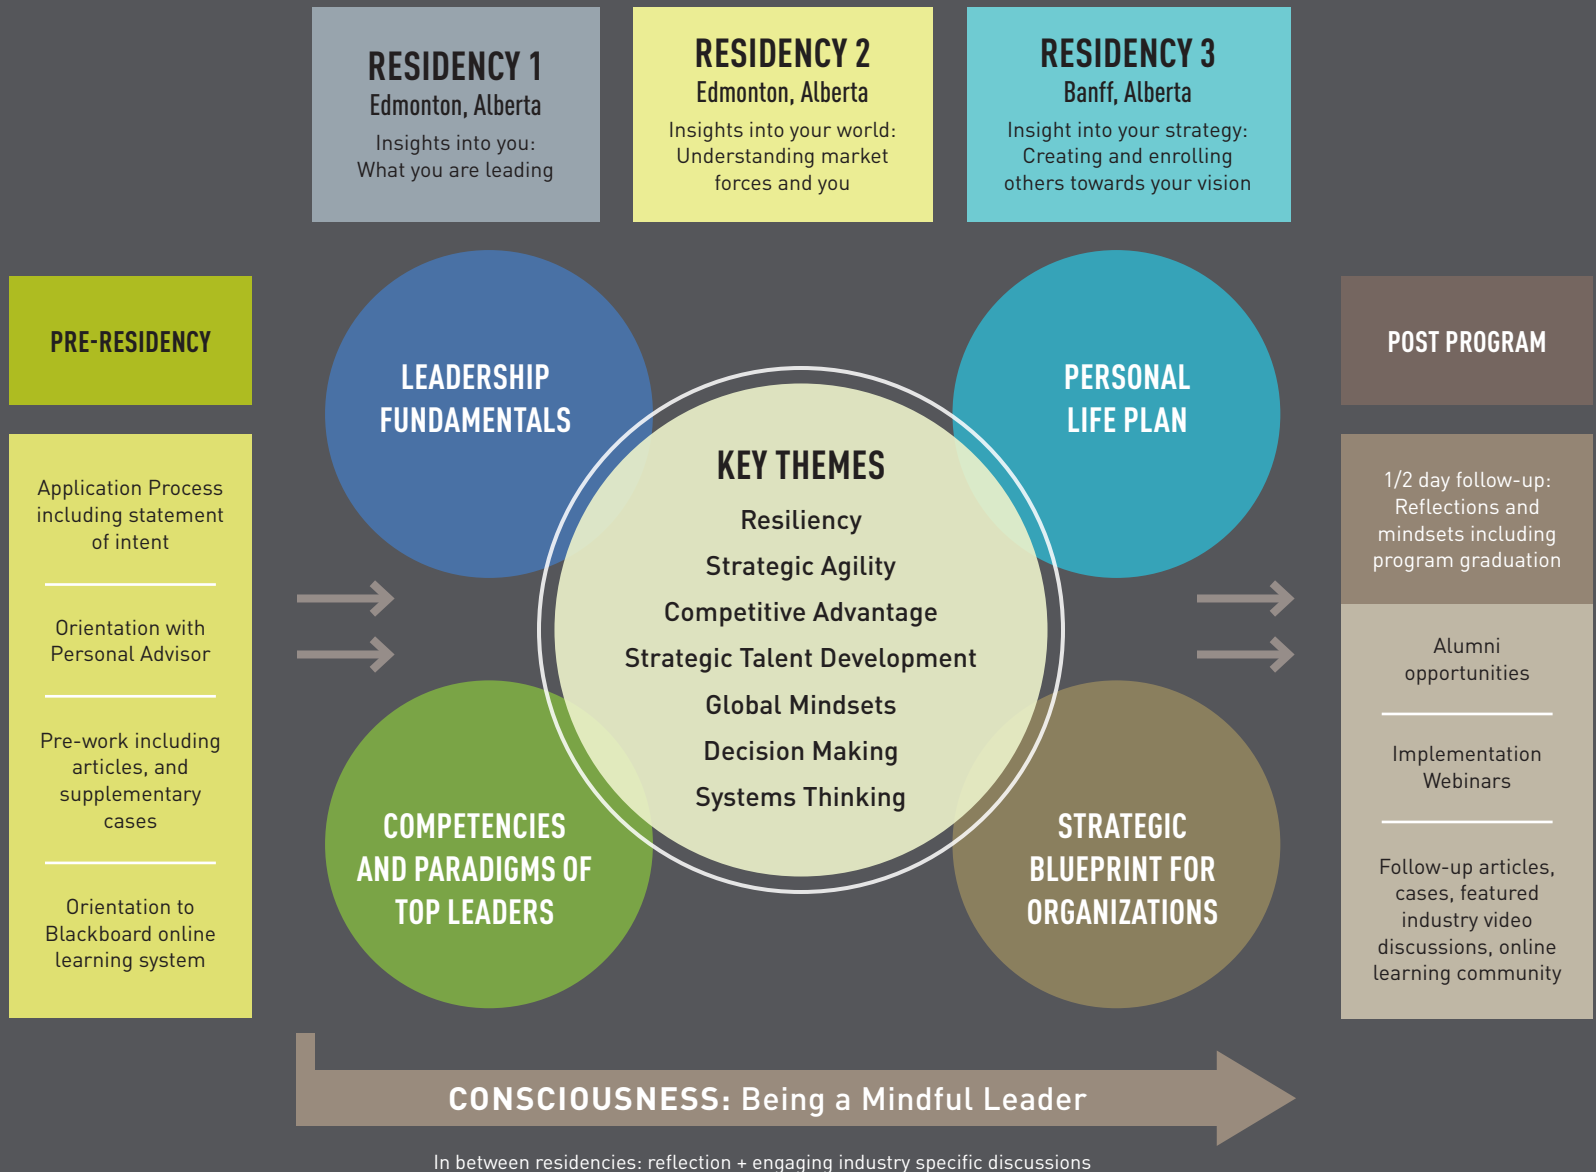 RESIDENCY 1
Edmonton, Alberta
Insights into you:
What you are leading
RESIDENCY 2
Edmonton, Alberta
Insights into your world:
Understanding market
forces and you
RESIDENCY 3
Banff, Alberta
Insight into your strategy:
Creating and enrolling
others towards your vision
PRE-RESIDENCY
Application Process
including statement
of intent
Orientation with
Personal Advisor
Pre-work including
articles, and
supplementary
cases
Orientation to
Blackboard online
learning system
LEADERSHIP
FUNDAMENTALS
PERSONAL
LIFE PLAN
KEY THEMES
Resiliency
Strategic Agility
Competitive Advantage
Strategic Talent Development
Global Mindsets
Decision Making
Systems Thinking
COMPETENCIES
AND PARADIGMS OF
TOP LEADERS
STRATEGIC
BLUEPRINT FOR
ORGANIZATIONS
POST PROGRAM
1/2 day follow-up:
Reflections and
mindsets including
program graduation
Alumni
opportunities
Implementation
Webinars
Follow-up articles,
cases, featured
industry video
discussions, online
learning community
CONSCIOUSNESS: Being a Mindful Leader
In between residencies: reflection + engaging industry specific discussions